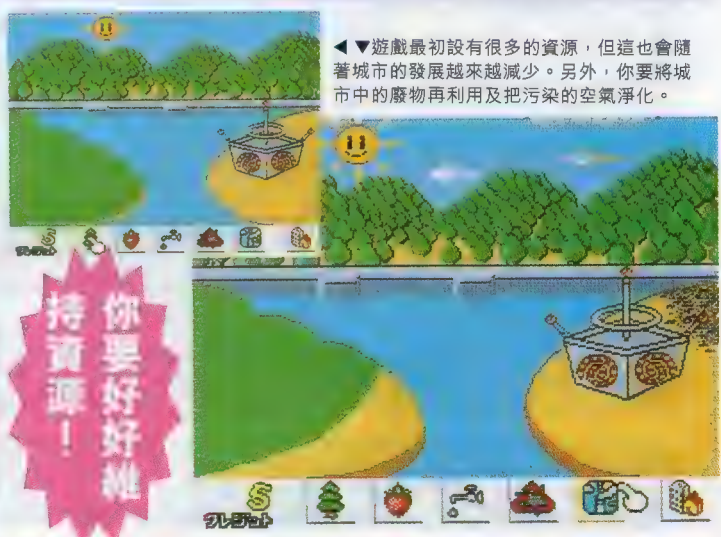 ◀ ▼遊戲最初設有很多的資源，但這也會隨
著城市的發展越來越減少。另外，你要將城
市中的廢物再利用及把污染的空氣淨化。
クレジット
你要好好維
持資源！
クレジット